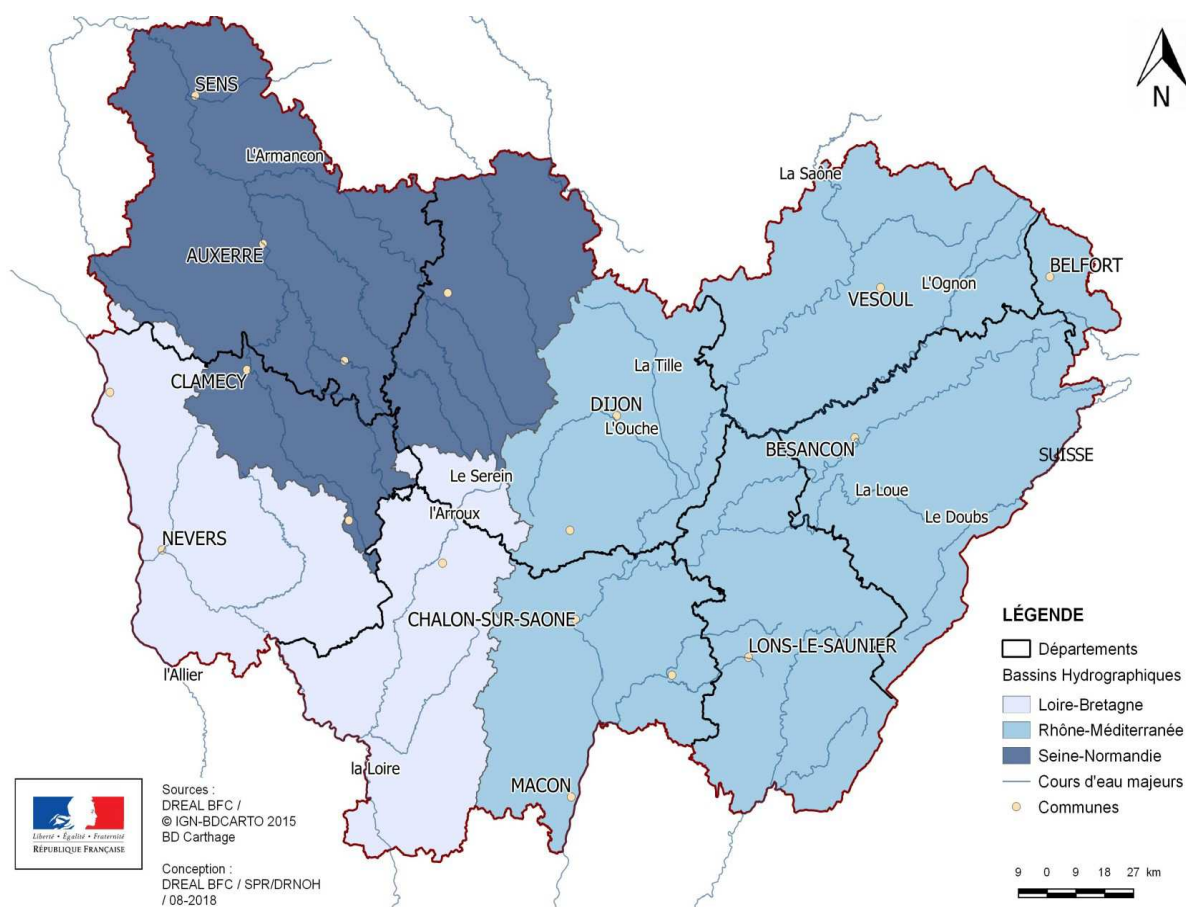 SENS
L'Armancon
La Saône
N
AUXERRE
BELFORT
L'Ognon
VESOUL
La Tille
CLAMECY
DIJON
L'Ouche
BESANCON
SUISSE
Le Serein
La Loue
l'Arroux
Le Doubs
NEVERS
CHALON-SUR-SAONE
LONS-LE-SAUNIER
l'Allier
la Loire
MACON
LÉGENDE
Départements
Bassins Hydrographiques
Loire-Bretagne
Rhône-Méditerranée
Seine-Normandie
Cours d'eau majeurs
Communes
9 0 9 18 27 km
Liberté • Égalité • Fraternité
RÉPUBLIQUE FRANÇAISE
Sources :
DREAL BFC /
© IGN-BDCARTO 2015
BD Carthage
Conception :
DREAL BFC / SPR/DRNOH
/ 08-2018